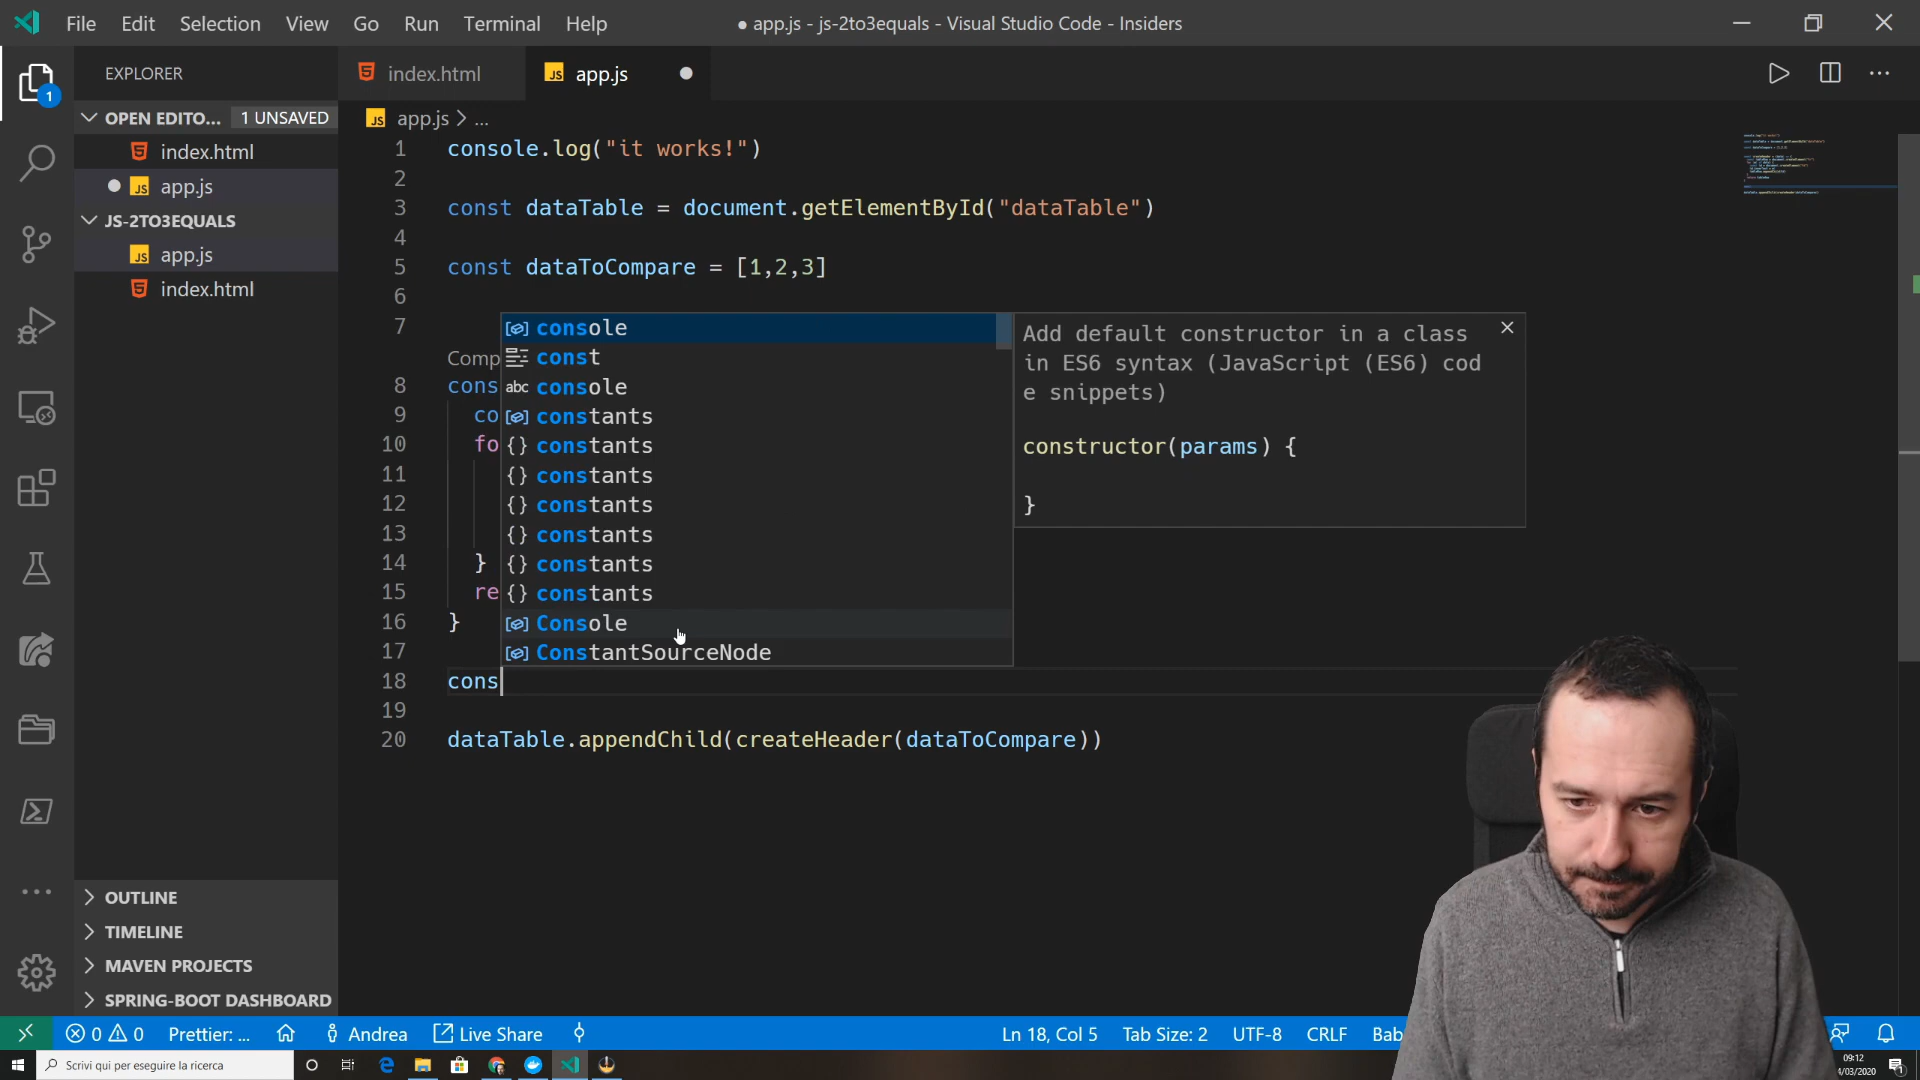 File Edit Selection View Go Run Terminal Help
● app.js - js-2to3equals - Visual Studio Code - Insiders
EXPLORER
1
OPEN EDITO... 1 UNSAVED
index.html
JS app.js
JS-2TO3EQUALS
JS app.js
index.html
OUTLINE
TIMELINE
MAVEN PROJECTS
SPRING-BOOT DASHBOARD
index.html
JS app.js
JS app.js > ...
1 console.log("it works!")
2
3 const dataTable = document.getElementById("dataTable")
4
5 const dataToCompare = [1,2,3]
6
7
Comp
8 cons
9 co
10 fo
11
12
13
14 }
15 re
16 }
17
18 cons
19
20 dataTable.appendChild(createHeader(dataToCompare))
console
const
abc console
constants
{} constants
{} constants
{} constants
{} constants
{} constants
{} constants
Console
ConstantSourceNode
Add default constructor in a class
in ES6 syntax (JavaScript (ES6) cod
e snippets)
constructor(params) {
}
0 0 Prettier: ... Andrea Live Share
Ln 18, Col 5 Tab Size: 2 UTF-8 CRLF Bab
Scrivi qui per eseguire la ricerca
09:12
/03/2020
1